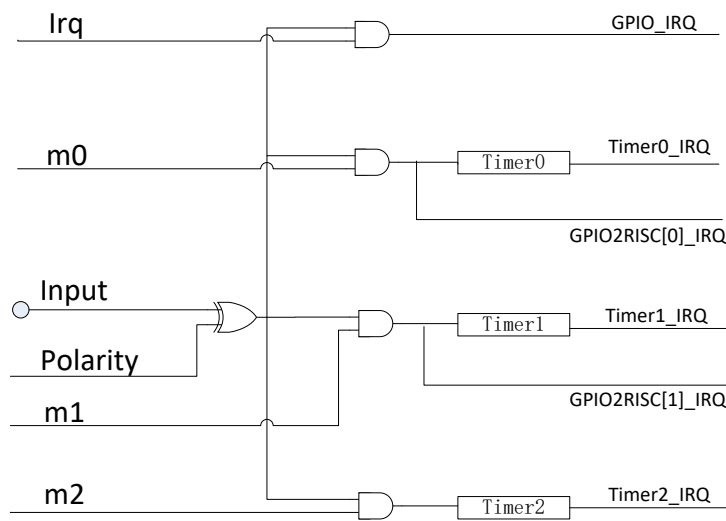 Irq
GPIO_IRQ
m0
Timer0
Timer0_IRQ
GPIO2RISC[0]_IRQ
Input
Timer1
Timer1_IRQ
Polarity
GPIO2RISC[1]_IRQ
m1
m2
Timer2
Timer2_IRQ